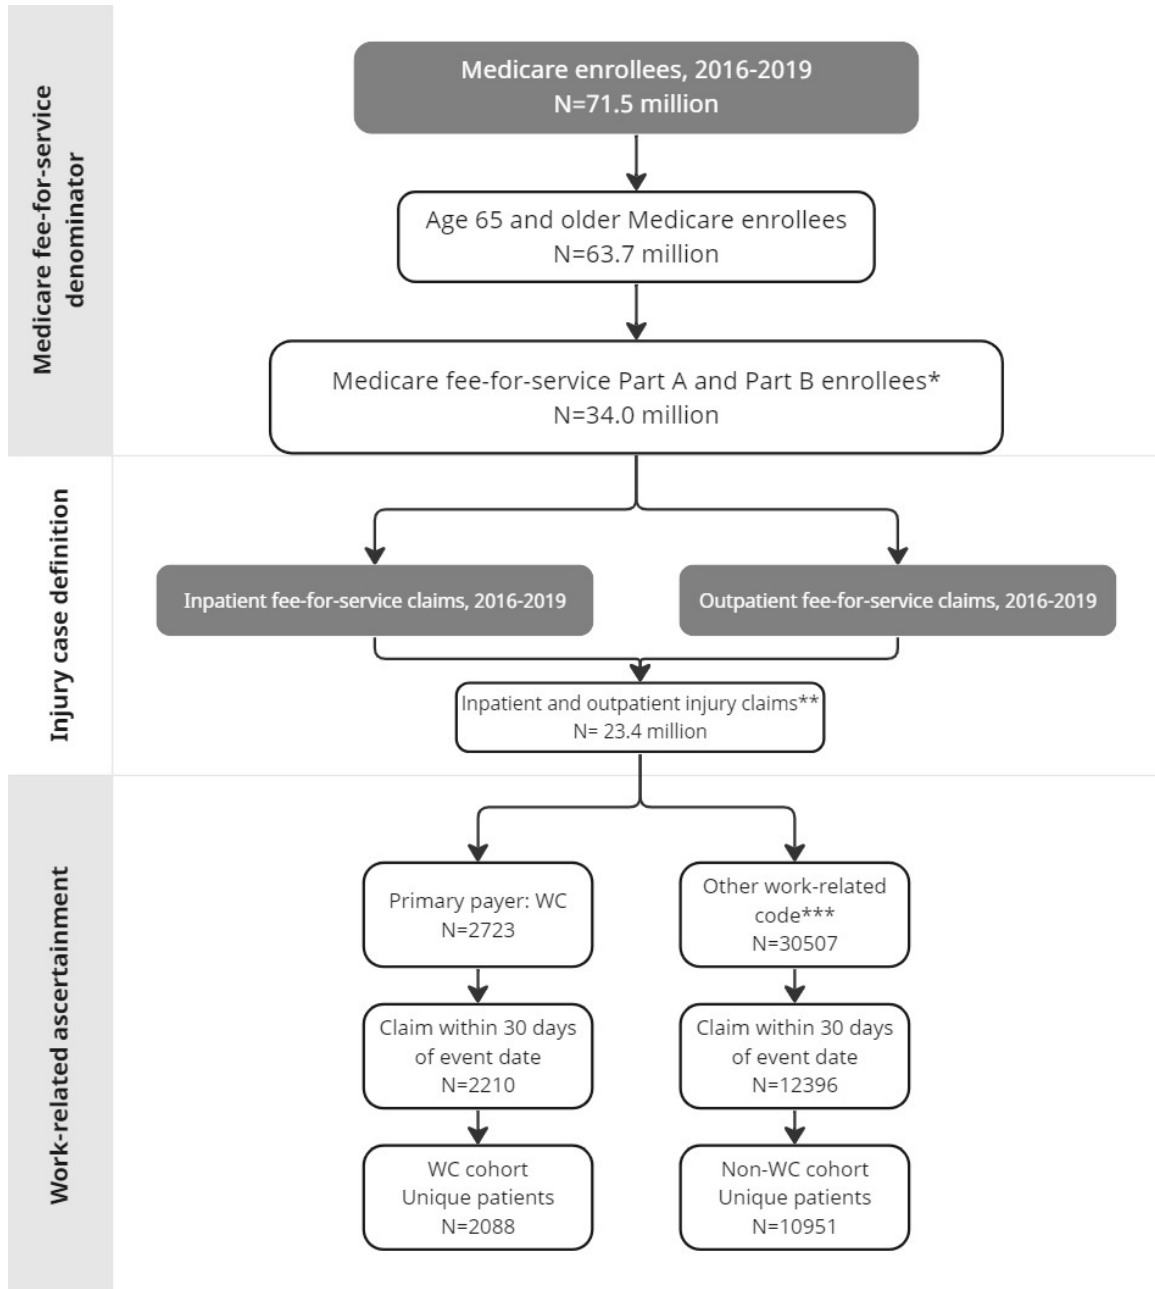 Medicare fee-for-service
denominator
Medicare enrollees, 2016-2019
N=71.5 million
Age 65 and older Medicare enrollees
N=63.7 million
Medicare fee-for-service Part A and Part B enrollees*
N=34.0 million
Injury case definition
Inpatient fee-for-service claims, 2016-2019
Outpatient fee-for-service claims, 2016-2019
Inpatient and outpatient injury claims**
N= 23.4 million
Work-related ascertainment
Primary payer: WC
N=2723
Other work-related
code***
N=30507
Claim within 30 days
of event date
N=2210
Claim within 30 days
of event date
N=12396
WC cohort
Unique patients
N=2088
Non-WC cohort
Unique patients
N=10951